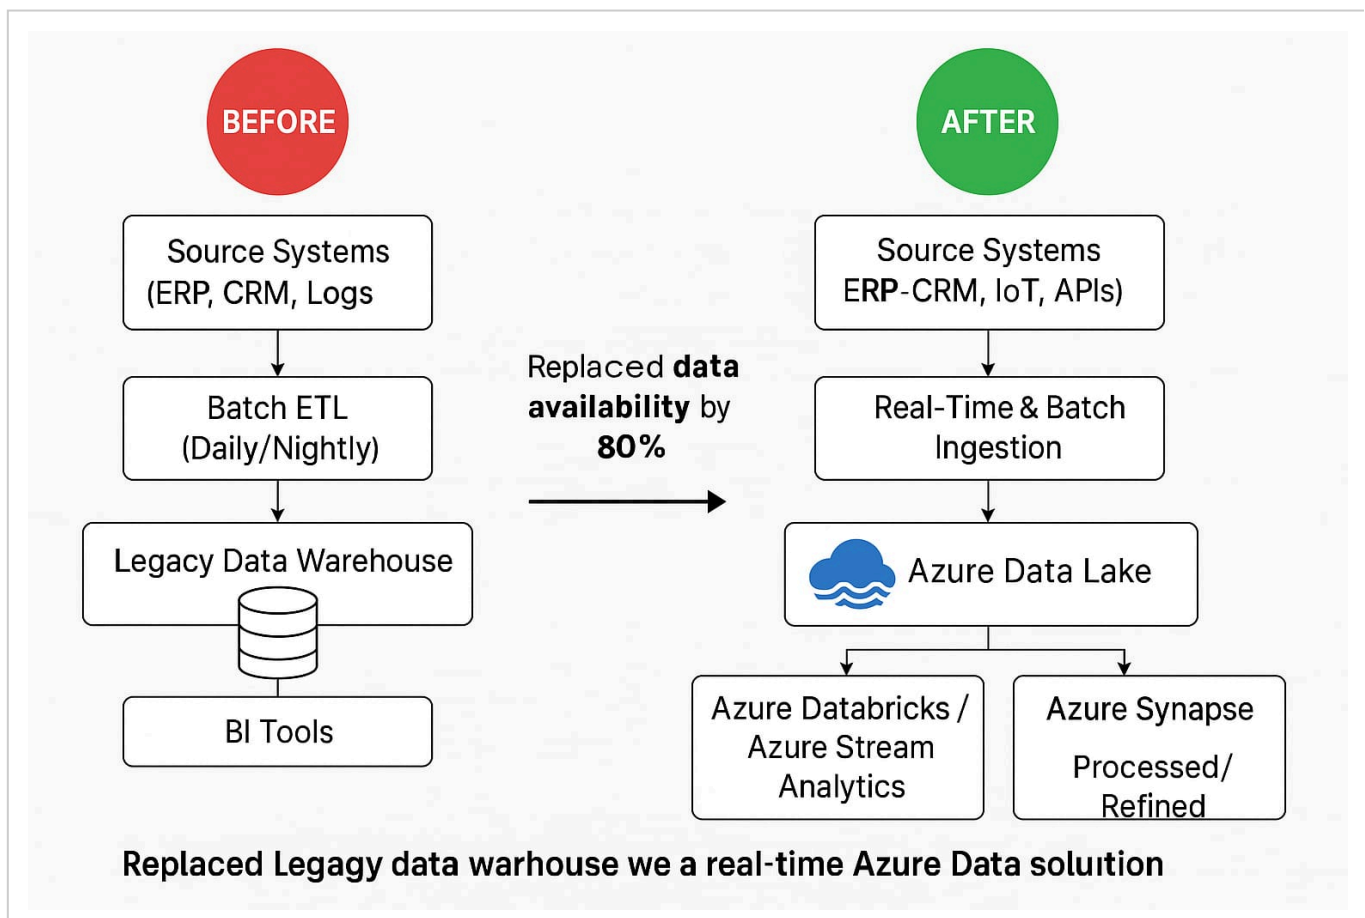 BEFORE
Source Systems
(ERP, CRM, Logs
Batch ETL
(Daily/Nightly)
Legacy Data Warehouse
BI Tools
Replaced data
availability by
80%
AFTER
Source Systems
ERP-CRM, IoT, APIs)
Real-Time & Batch
Ingestion
Azure Data Lake
Azure Databricks /
Azure Stream
Analytics
Azure Synapse
Processed/
Refined
Replaced Legagy data warhouse we a real-time Azure Data soluıtion